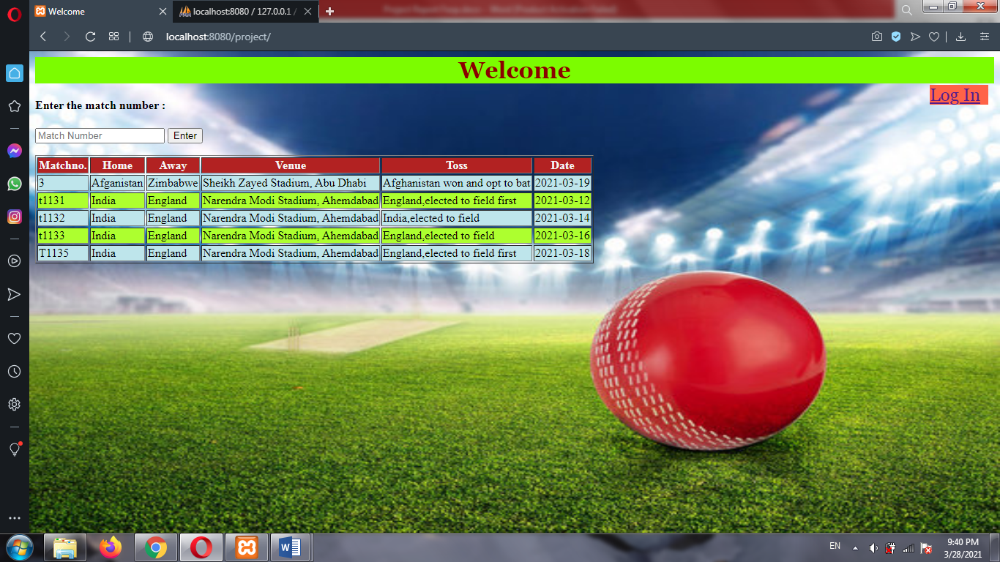 Welcome
localhost:8080 / 127.0.0.1 /
localhost:8080/project/
Welcome
Log In
Enter the match number :
Match Number Enter
Matchno. Home Away Venue Toss Date
3 Afganistan Zimbabwe Sheikh Zayed Stadium, Abu Dhabi Afghanistan won and opt to bat 2021-03-19
t1131 India England Narendra Modi Stadium, Ahemdabad England,elected to field first 2021-03-12
t1132 India England Narendra Modi Stadium, Ahemdabad India,elected to field 2021-03-14
t1133 India England Narendra Modi Stadium, Ahemdabad England,elected to field 2021-03-16
T1135 India England Narendra Modi Stadium, Ahemdabad England,elected to field first 2021-03-18
EN
9:40 PM
3/28/2021